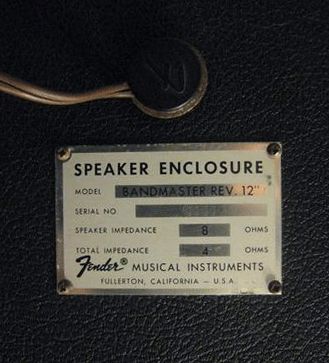 SPEAKER ENCLOSURE
MODEL BANDMASTER REV. 12"
SERIAL NO
SPEAKER IMPEDANCE 8 OHMS
TOTAL IMPEDANCE 4 OHMS
Fender® MUSICAL INSTRUMENTS
FULLERTON, CALIFORNIA — U.S.A.